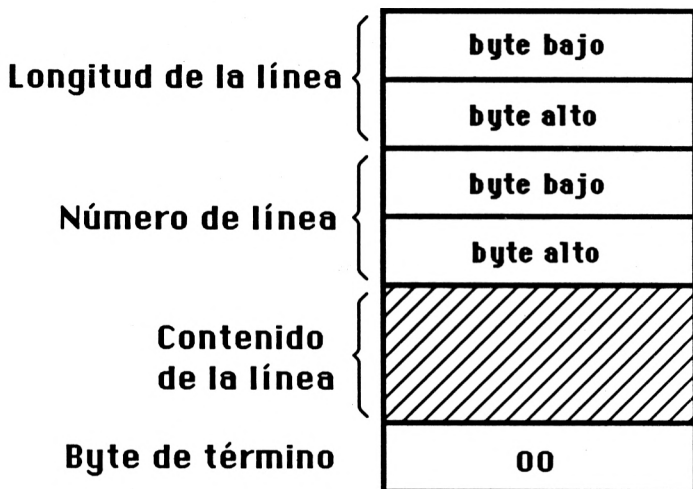 Longitud de la línea
byte bajo
byte alto
Número de línea
byte bajo
byte alto
Contenido
de la línea
Byte de término
00